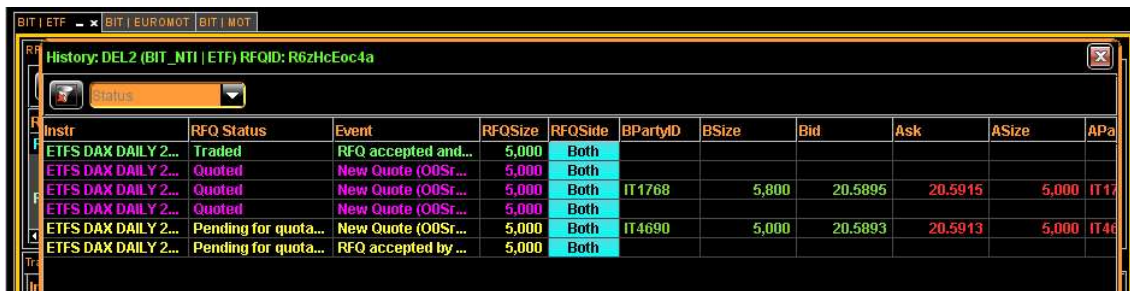 BIT | ETF BIT | EUROMOT BIT | MOT
RF
History: DEL2 (BIT_NTI | ETF) RFQID: R6zHcEoc4a
Status
Instr RFQ Status Event RFQSize RFQSide BPartyID BSize Bid Ask ASize APa
ETFS DAX DAILY 2... Traded RFQ accepted and... 5,000 Both
ETFS DAX DAILY 2... Quoted New Quote (O0Sr... 5,000 Both
ETFS DAX DAILY 2... Quoted New Quote (O0Sr... 5,000 Both IT1768 5,800 20.5895 20.5915 5,000 IT17
ETFS DAX DAILY 2... Quoted New Quote (O0Sr... 5,000 Both
ETFS DAX DAILY 2... Pending for quota... New Quote (O0Sr... 5,000 Both IT4690 5,000 20.5893 20.5913 5,000 IT46
ETFS DAX DAILY 2... Pending for quota... RFQ accepted by ... 5,000 Both
Tra
In